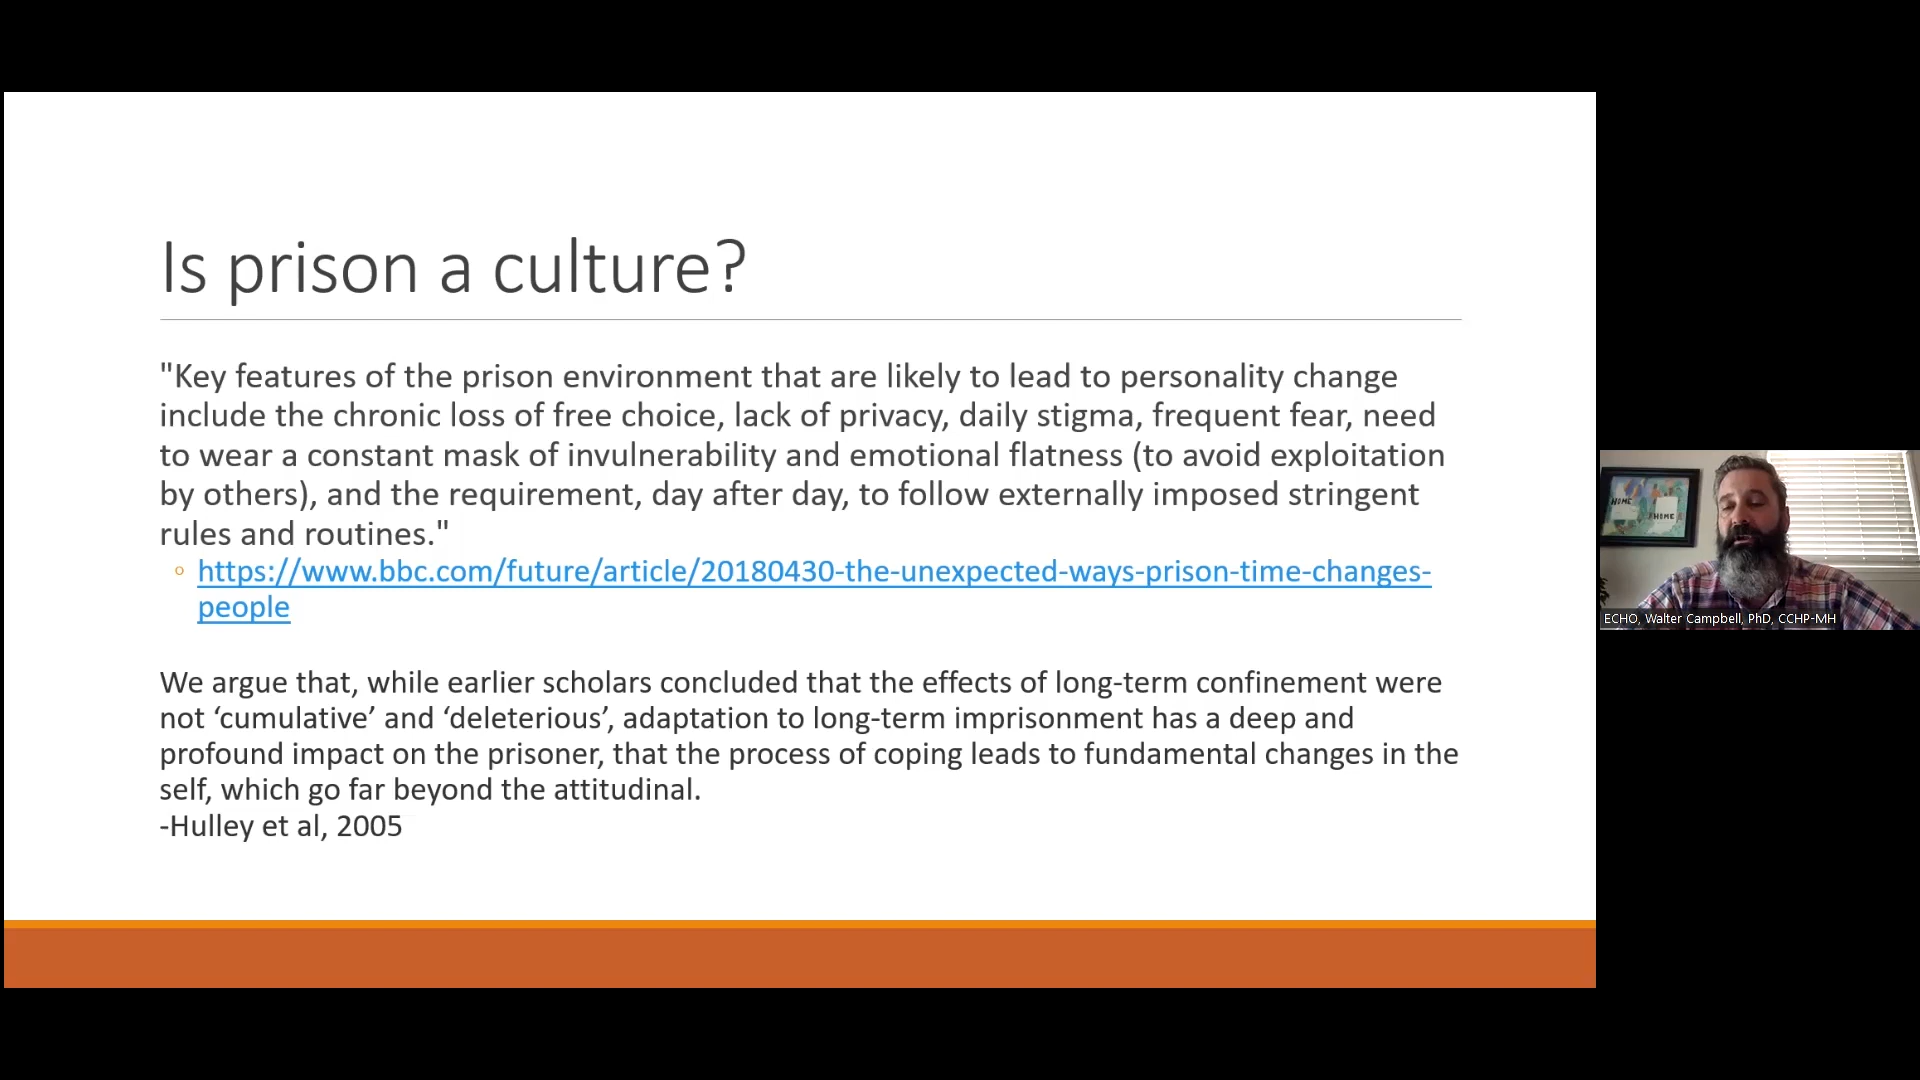 Is prison a culture?
"Key features of the prison environment that are likely to lead to personality change
include the chronic loss of free choice, lack of privacy, daily stigma, frequent fear, need
to wear a constant mask of invulnerability and emotional flatness (to avoid exploitation
by others), and the requirement, day after day, to follow externally imposed stringent
rules and routines."
◦ https://www.bbc.com/future/article/20180430-the-unexpected-ways-prison-time-changes-
people
We argue that, while earlier scholars concluded that the effects of long-term confinement were
not ‘cumulative’ and ‘deleterious’, adaptation to long-term imprisonment has a deep and
profound impact on the prisoner, that the process of coping leads to fundamental changes in the
self, which go far beyond the attitudinal.
-Hulley et al, 2005
HOME
HOME
ECHO, Walter Campbell, PhD, CCHP-MH